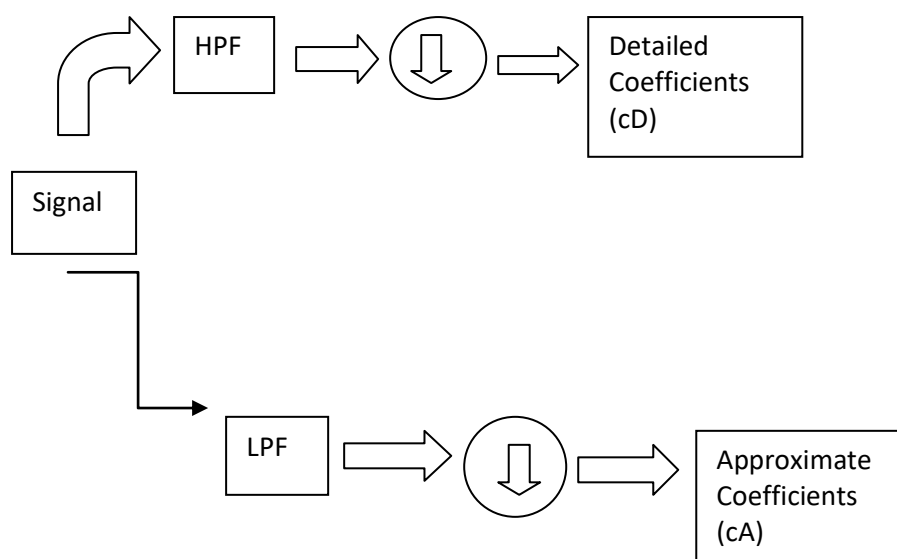 HPF
Detailed
Coefficients
(cD)
Signal
LPF
Approximate
Coefficients
(cA)